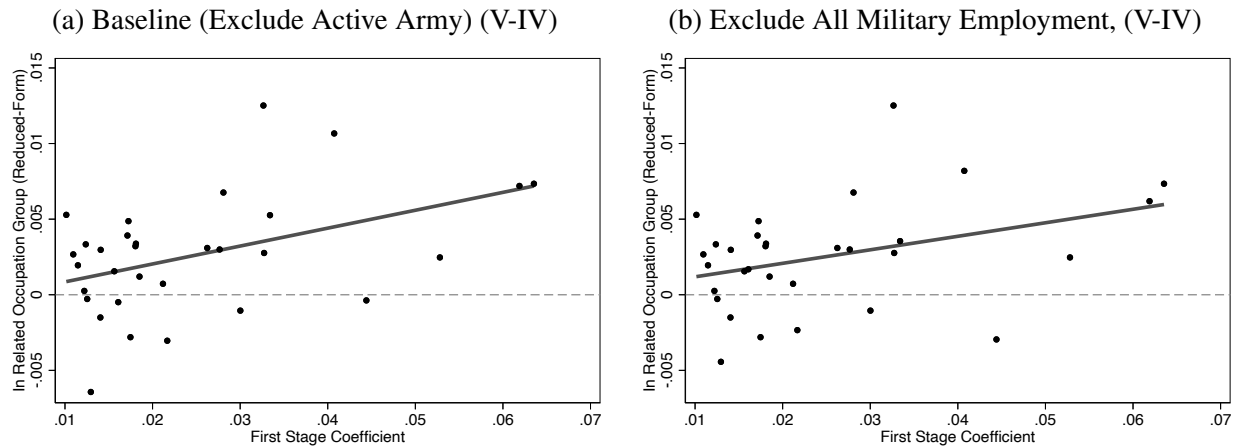 (a) Baseline (Exclude Active Army) (V-IV)
In Related Occupation Group (Reduced-Form)
.015
.01
.005
0
-.005
.01 .02 .03 .04 .05 .06 .07
First Stage Coefficient
(b) Exclude All Military Employment, (V-IV)
In Related Occupation Group (Reduced-Form)
.015
.01
.005
0
-.005
.01 .02 .03 .04 .05 .06 .07
First Stage Coefficient